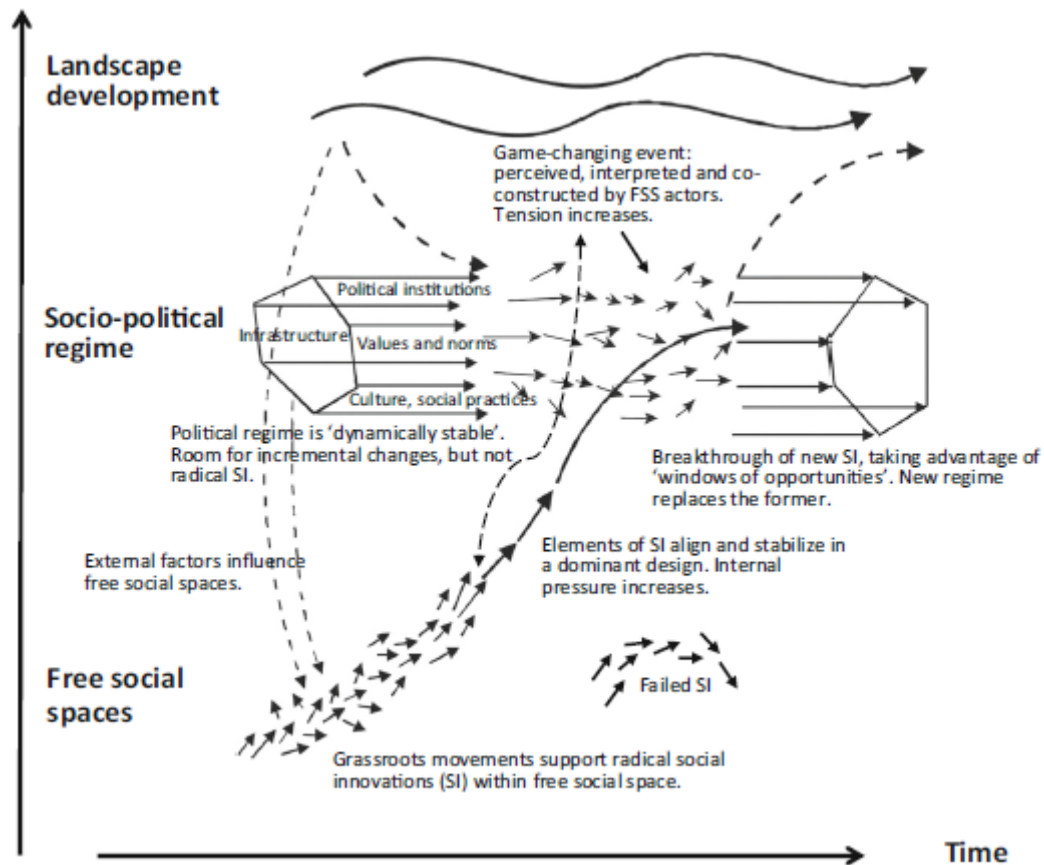 Landscape
development
Game-changing event:
perceived, interpreted and co-
constructed by FSS actors.
Tension increases.
Socio-political
regime
Political institutions
Infrastructure
Values and norms
Culture, social practices
Political regime is ‘dynamically stable’.
Room for incremental changes, but not
radical SI.
Breakthrough of new SI, taking advantage of
‘windows of opportunities’. New regime
replaces the former.
External factors influence
free social spaces.
Elements of SI align and stabilize in
a dominant design. Internal
pressure increases.
Free social
spaces
Failed SI
Grassroots movements support radical social
innovations (SI) within free social space.
Time